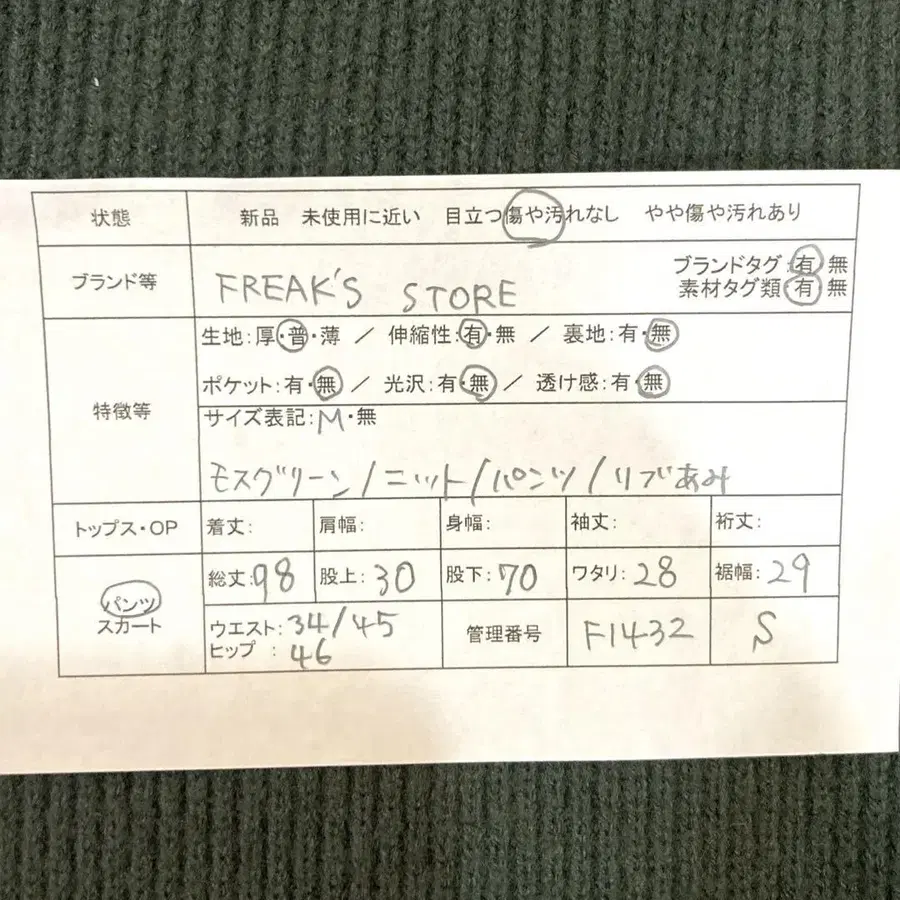 状態 新品 未使用に近い 目立つ傷や汚れなし やや傷や汚れあり
ブランド等 FREAK'S STORE ブランドタグ:有・無
素材タグ類:有・無
特徴等 生地:厚・普・薄 / 伸縮性:有・無 / 裏地:有・無
ポケット:有・無 / 光沢:有・無 / 透け感:有・無
サイズ表記:M・無
モスグリーン/ニット/パンツ/リブあみ
トップス・OP 着丈: 肩幅: 身幅: 袖丈: 裄丈:
パンツ スカート 総丈:98 股上:30 股下:70 ワタリ:28 裾幅:29
ウエスト:34/45 管理番号 F1432 S
ヒップ:46